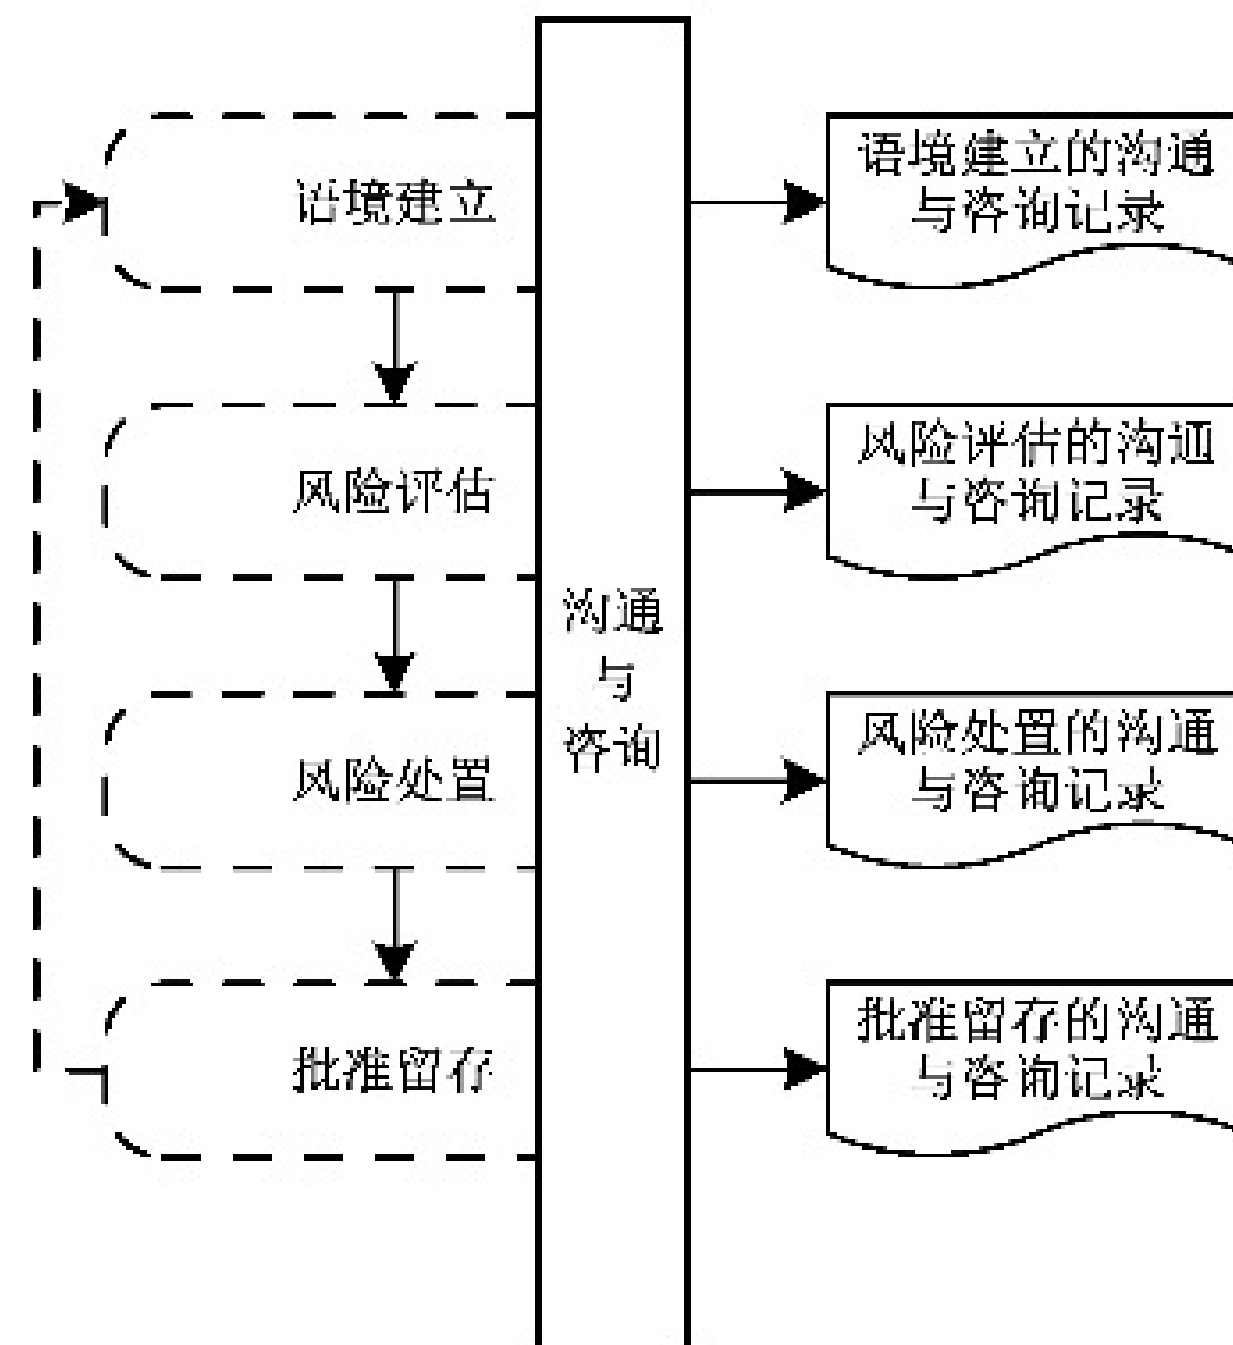 语境建立
风险评估
风险处置
批准留存
沟通
与
咨询
语境建立的沟通
与咨询记录
风险评估的沟通
与咨询记录
风险处置的沟通
与咨询记录
批准留存的沟通
与咨询记录